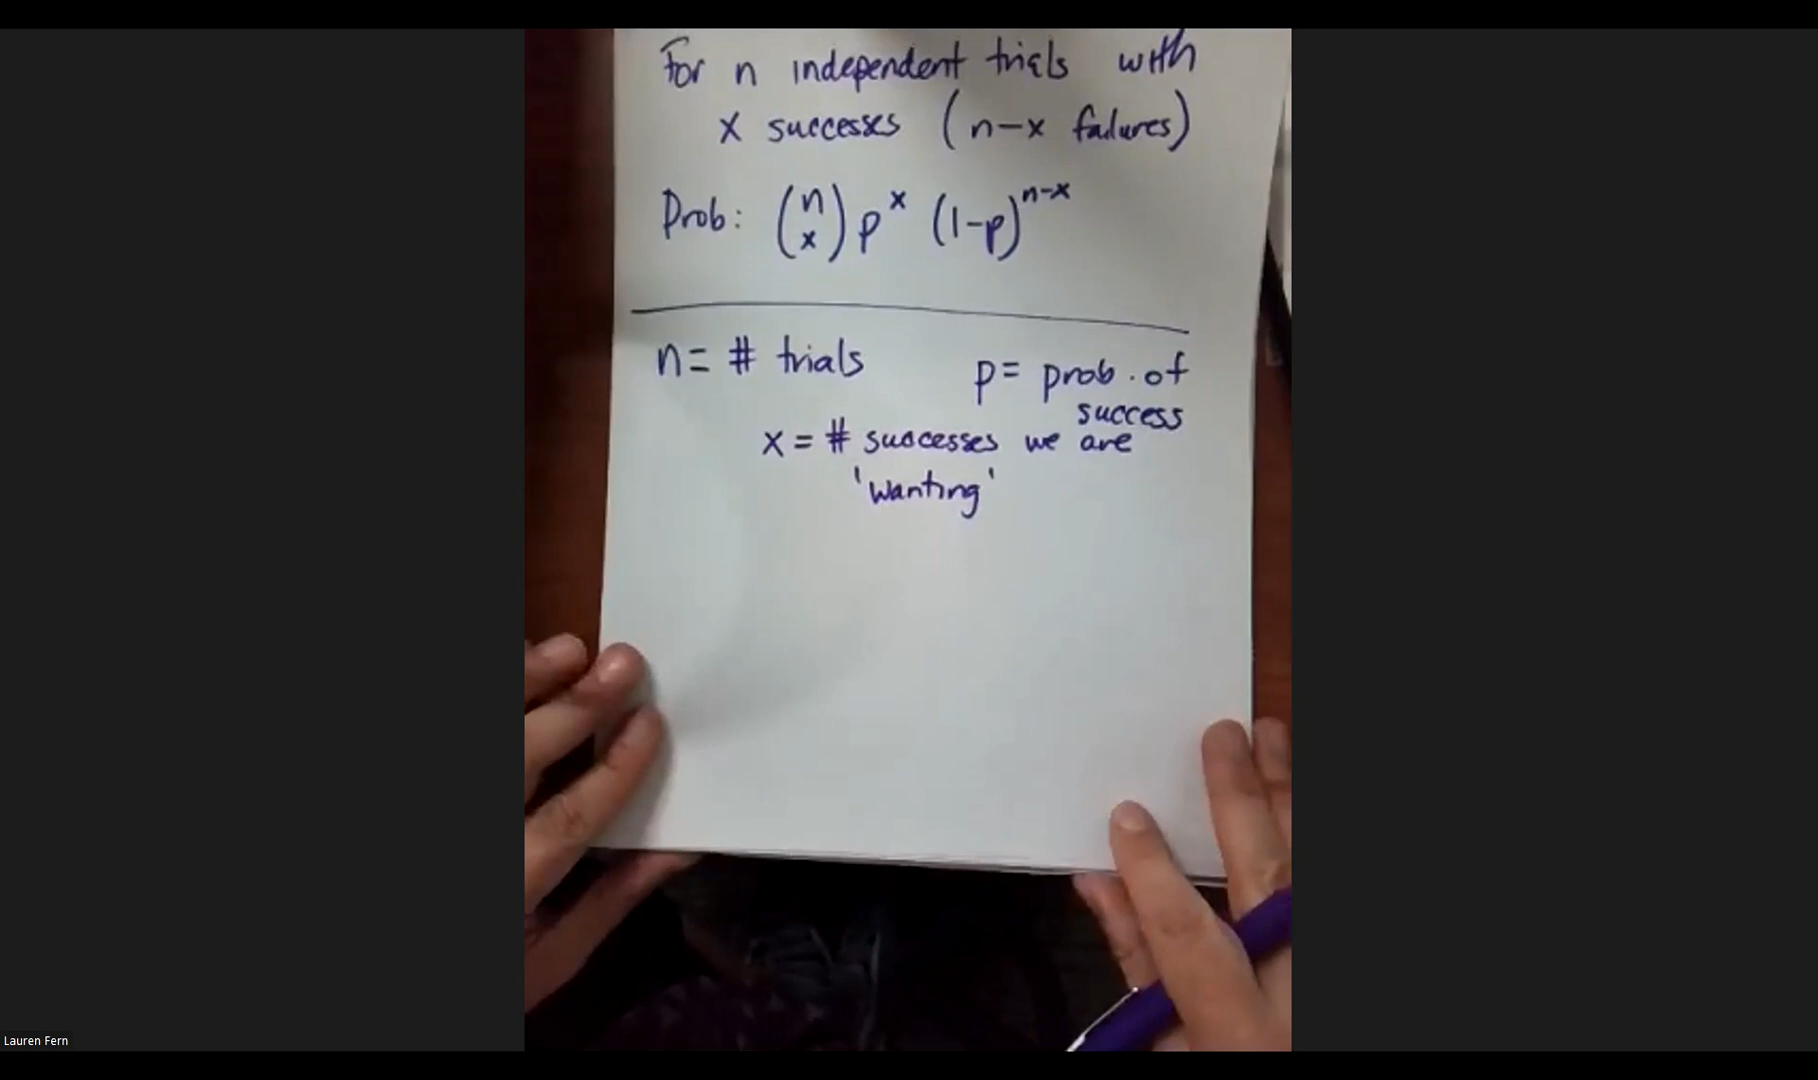 For n independent trials with
x successes (n-x failures)
Prob: (n x) p^x (1-p)^n-x
n = # trials
p = prob. of
success
x = # successes we are
'wanting'
Lauren Fern